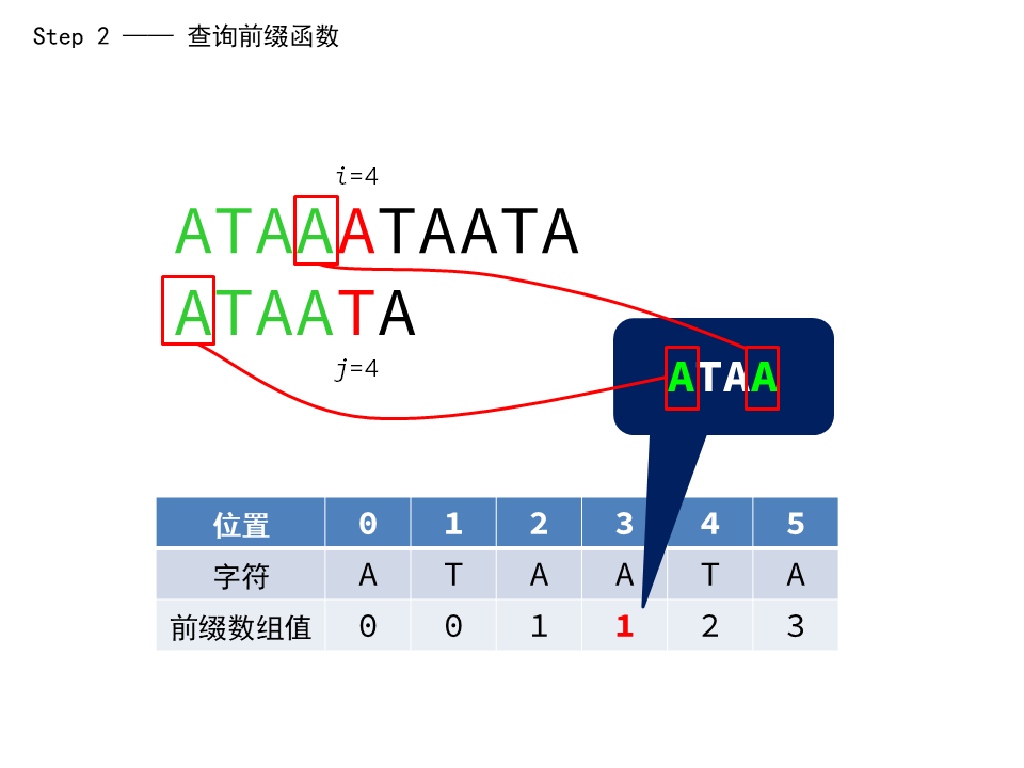 Step 2 —— 查询前缀函数
i=4
ATAAATAATA
ATAATA
j=4
ATAA
位置 0 1 2 3 4 5
字符 A T A A T A
前缀数组值 0 0 1 1 2 3